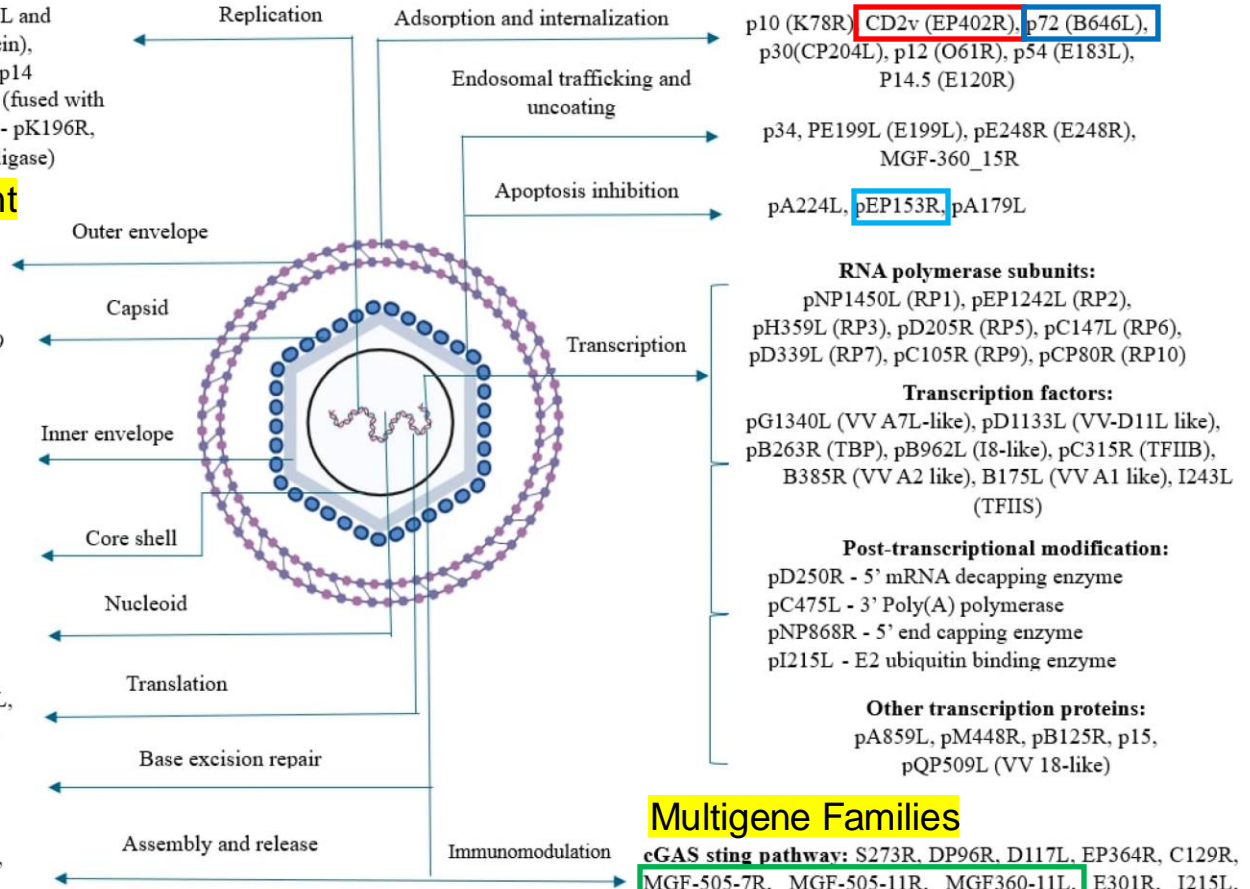 L and
ein),
p14
(fused with
- pK196R,
ligase)
nt
Replication
Adsorption and internalization
Endosomal trafficking and
uncoating
Apoptosis inhibition
Outer envelope
Capsid
Transcription
Inner envelope
Core shell
Nucleoid
Translation
L,
Base excision repair
Assembly and release
Immunomodulation
p10 (K78R) CD2v (EP402R), p72 (B646L),
p30(CP204L), p12 (O61R), p54 (E183L),
P14.5 (E120R)
p34, PE199L (E199L), pE248R (E248R),
MGF-360_15R
pA224L, pEP153R, pA179L
RNA polymerase subunits:
pNP1450L (RP1), pEP1242L (RP2),
pH359L (RP3), pD205R (RP5), pC147L (RP6),
pD339L (RP7), pC105R (RP9), pCP80R (RP10)
Transcription factors:
pG1340L (VV A7L-like), pD1133L (VV-D11L like),
pB263R (TBP), pB962L (I8-like), pC315R (TFIIB),
B385R (VV A2 like), B175L (VV A1 like), I243L
(TFIIS)
Post-transcriptional modification:
pD250R - 5’ mRNA decapping enzyme
pC475L - 3’ Poly(A) polymerase
pNP868R - 5’ end capping enzyme
pI215L - E2 ubiquitin binding enzyme
Other transcription proteins:
pA859L, pM448R, pB125R, p15,
pQP509L (VV 18-like)
Multigene Families
cGAS sting pathway: S273R, DP96R, D117L, EP364R, C129R,
MGF-505-7R, MGF-505-11R, MGF360-11L, E301R, I215L,